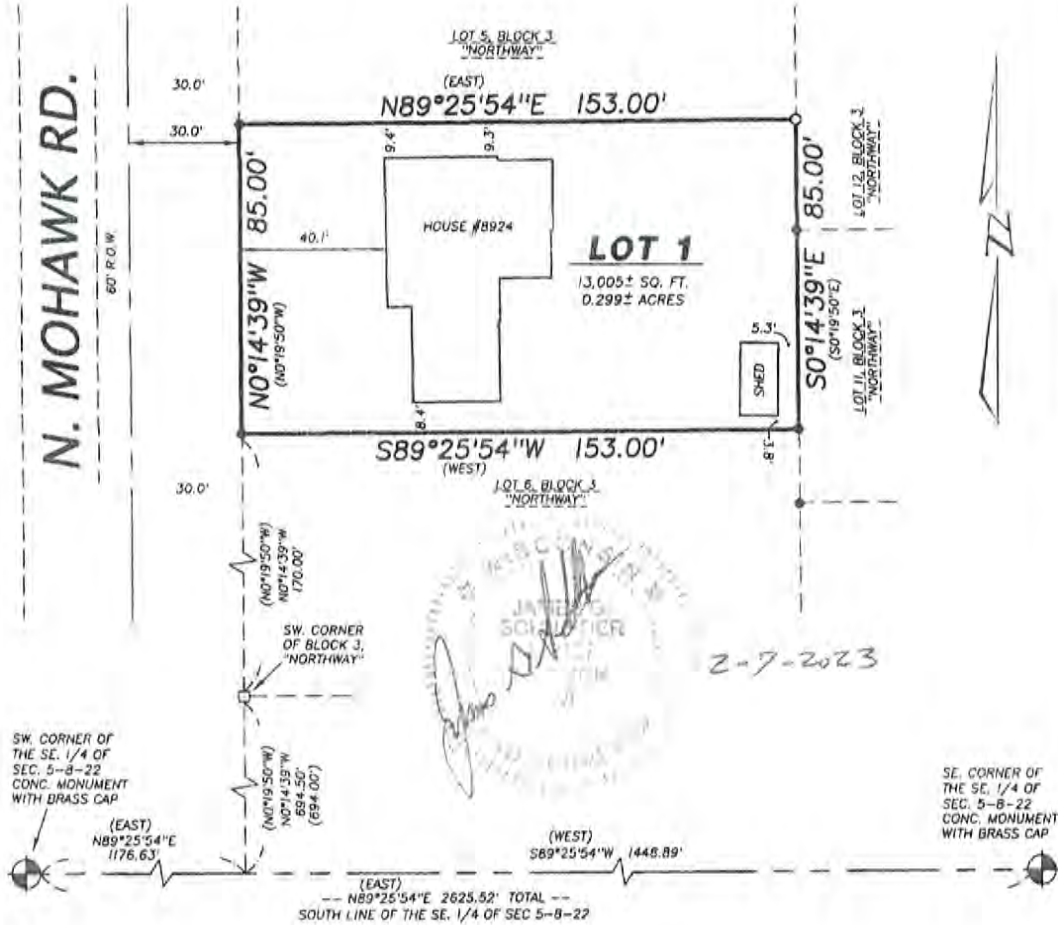 LOT 5, BLOCK 3
"NORTHWAY"
(EAST)
N89°25'54"E 153.00'
30.0'
30.0'
N. MOHAWK RD.
60' R.O.W.
9.4'
9.3'
85.00'
N0°14'39"W
(N0°19'50"W)
40.1'
HOUSE #8924
LOT 1
13,005± SQ. FT.
0.299± ACRES
85.00'
S0°14'39"E
(S0°19'50"E)
LOT 12, BLOCK 3
"NORTHWAY"
LOT 11, BLOCK 3
"NORTHWAY"
N
5.3'
SHED
3.8'
8.4'
S89°25'54"W 153.00'
(WEST)
LOT 6, BLOCK 3
"NORTHWAY"
30.0'
(N0°19'50"W)
N0°14'39"W
170.00'
SW. CORNER
OF BLOCK 3,
"NORTHWAY"
JAMES G.
2-7-2023
(N0°19'50"W)
N0°14'39"W
694.50'
(694.00')
SW. CORNER OF
THE SE. 1/4 OF
SEC. 5-8-22
CONC. MONUMENT
WITH BRASS CAP
SE. CORNER OF
THE SE. 1/4 OF
SEC. 5-8-22
CONC. MONUMENT
WITH BRASS CAP
(EAST)
N89°25'54"E
1176.63'
(WEST)
S89°25'54"W 1448.89'
(EAST)
-- N89°25'54"E 2625.52' TOTAL --
SOUTH LINE OF THE SE. 1/4 OF SEC 5-8-22